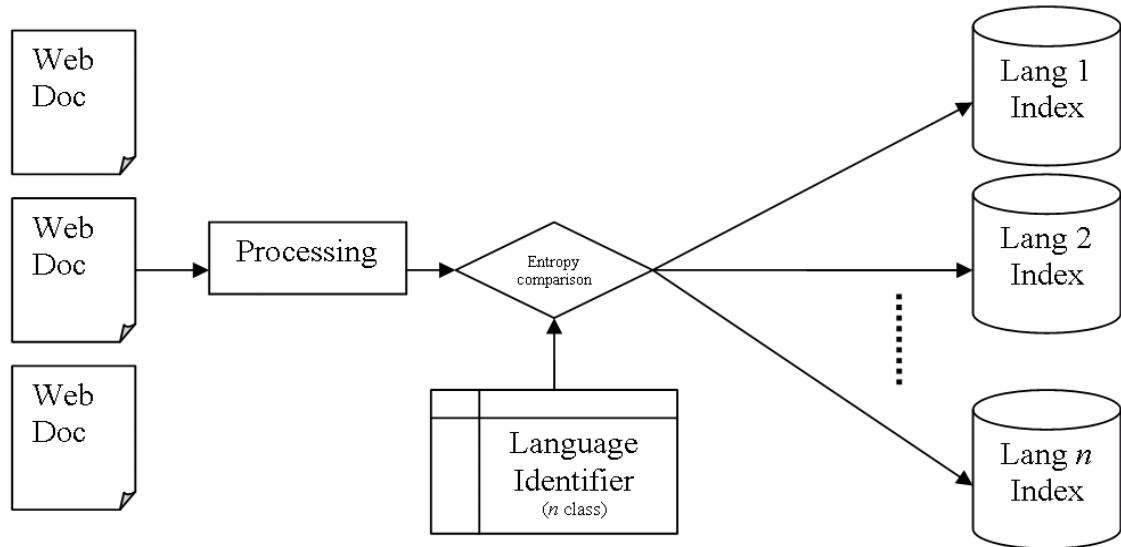 Web
Doc
Web
Doc
Web
Doc
Processing
Entropy
comparison
Language
Identifier
(n class)
Lang 1
Index
Lang 2
Index
Lang n
Index